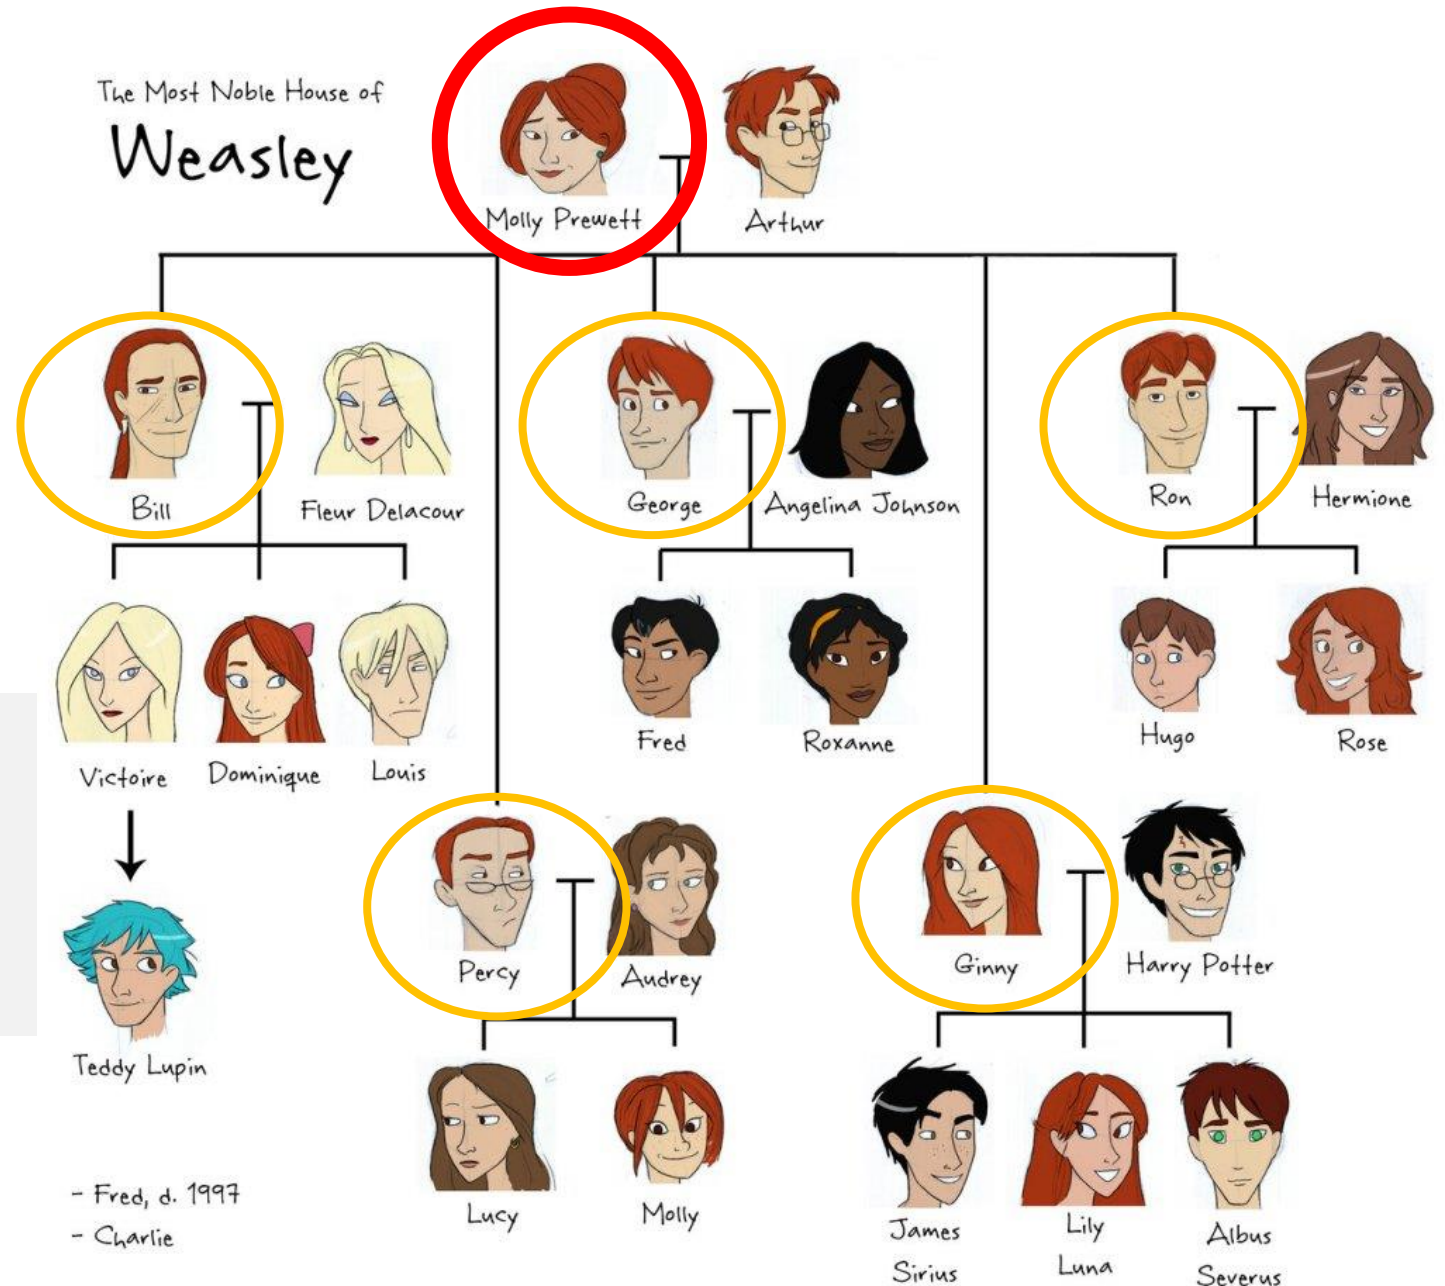 The Most Noble House of
Weasley
Molly Prewett
Arthur
Bill
Fleur Delacour
George
Angelina Johnson
Ron
Hermione
Victoire
Dominique
Louis
Fred
Roxanne
Hugo
Rose
Percy
Audrey
Ginny
Harry Potter
Teddy Lupin
Lucy
Molly
James
Sirius
Lily
Luna
Albus
Severus
- Fred, d. 1997
- Charlie